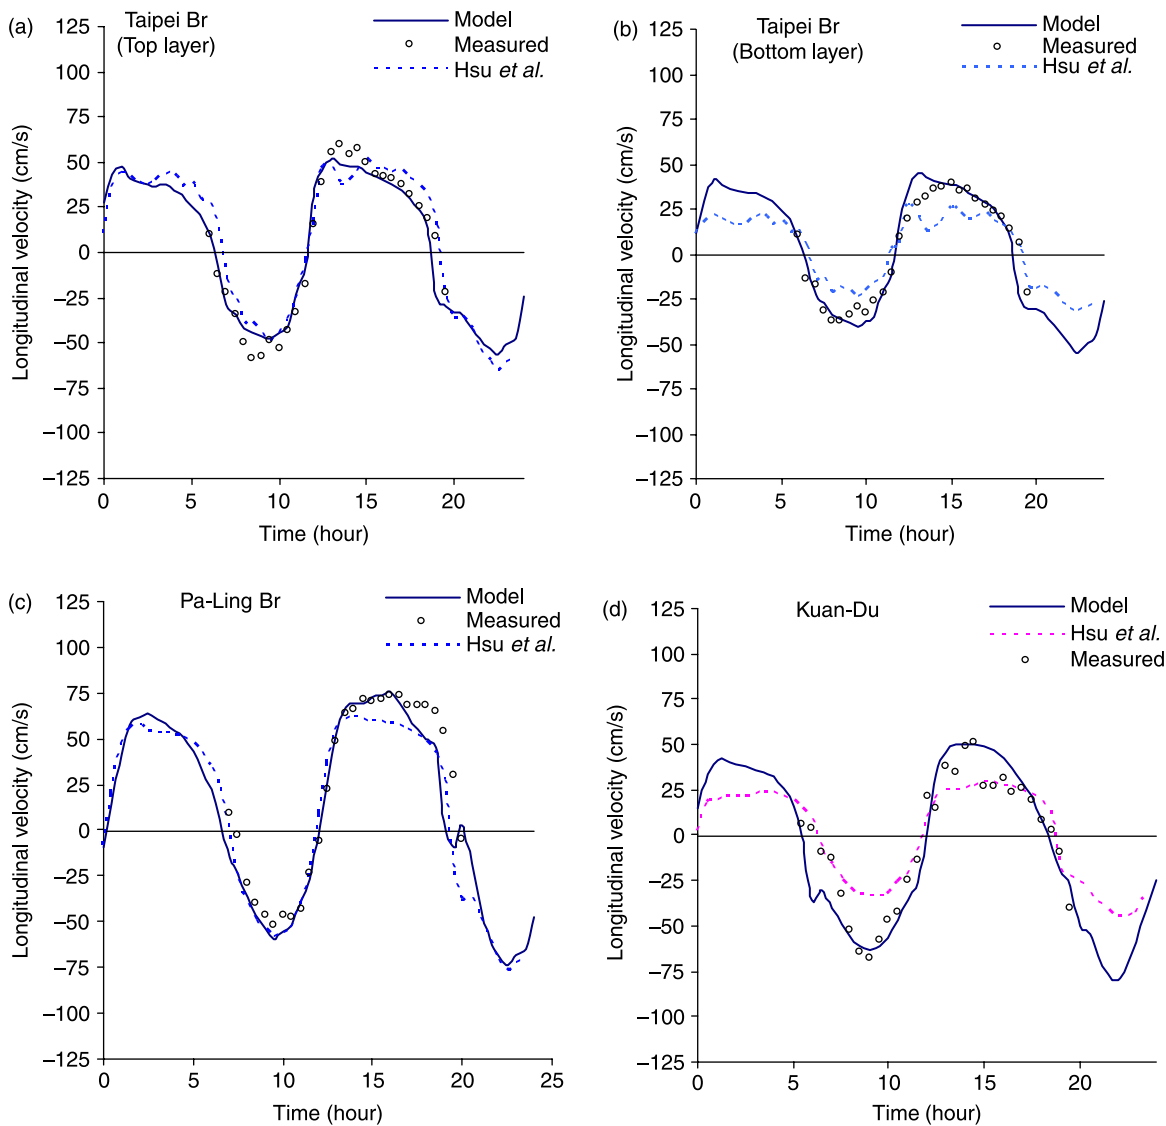 (a)
Taipei Br
(Top layer)
Model
Measured
Hsu et al.
125
100
75
50
25
0
−25
−50
−75
−100
−125
Longitudinal velocity (cm/s)
0 5 10 15 20
Time (hour)
(b)
Taipei Br
(Bottom layer)
Model
Measured
Hsu et al.
125
100
75
50
25
0
−25
−50
−75
−100
−125
Longitudinal velocity (cm/s)
0 5 10 15 20
Time (hour)
(c)
Pa-Ling Br
Model
Measured
Hsu et al.
125
100
75
50
25
0
−25
−50
−75
−100
−125
Longitudinal velocity (cm/s)
0 5 10 15 20 25
Time (hour)
(d)
Kuan-Du
Model
Hsu et al.
Measured
125
100
75
50
25
0
−25
−50
−75
−100
−125
Longitudinal velocity (cm/s)
0 5 10 15 20
Time (hour)